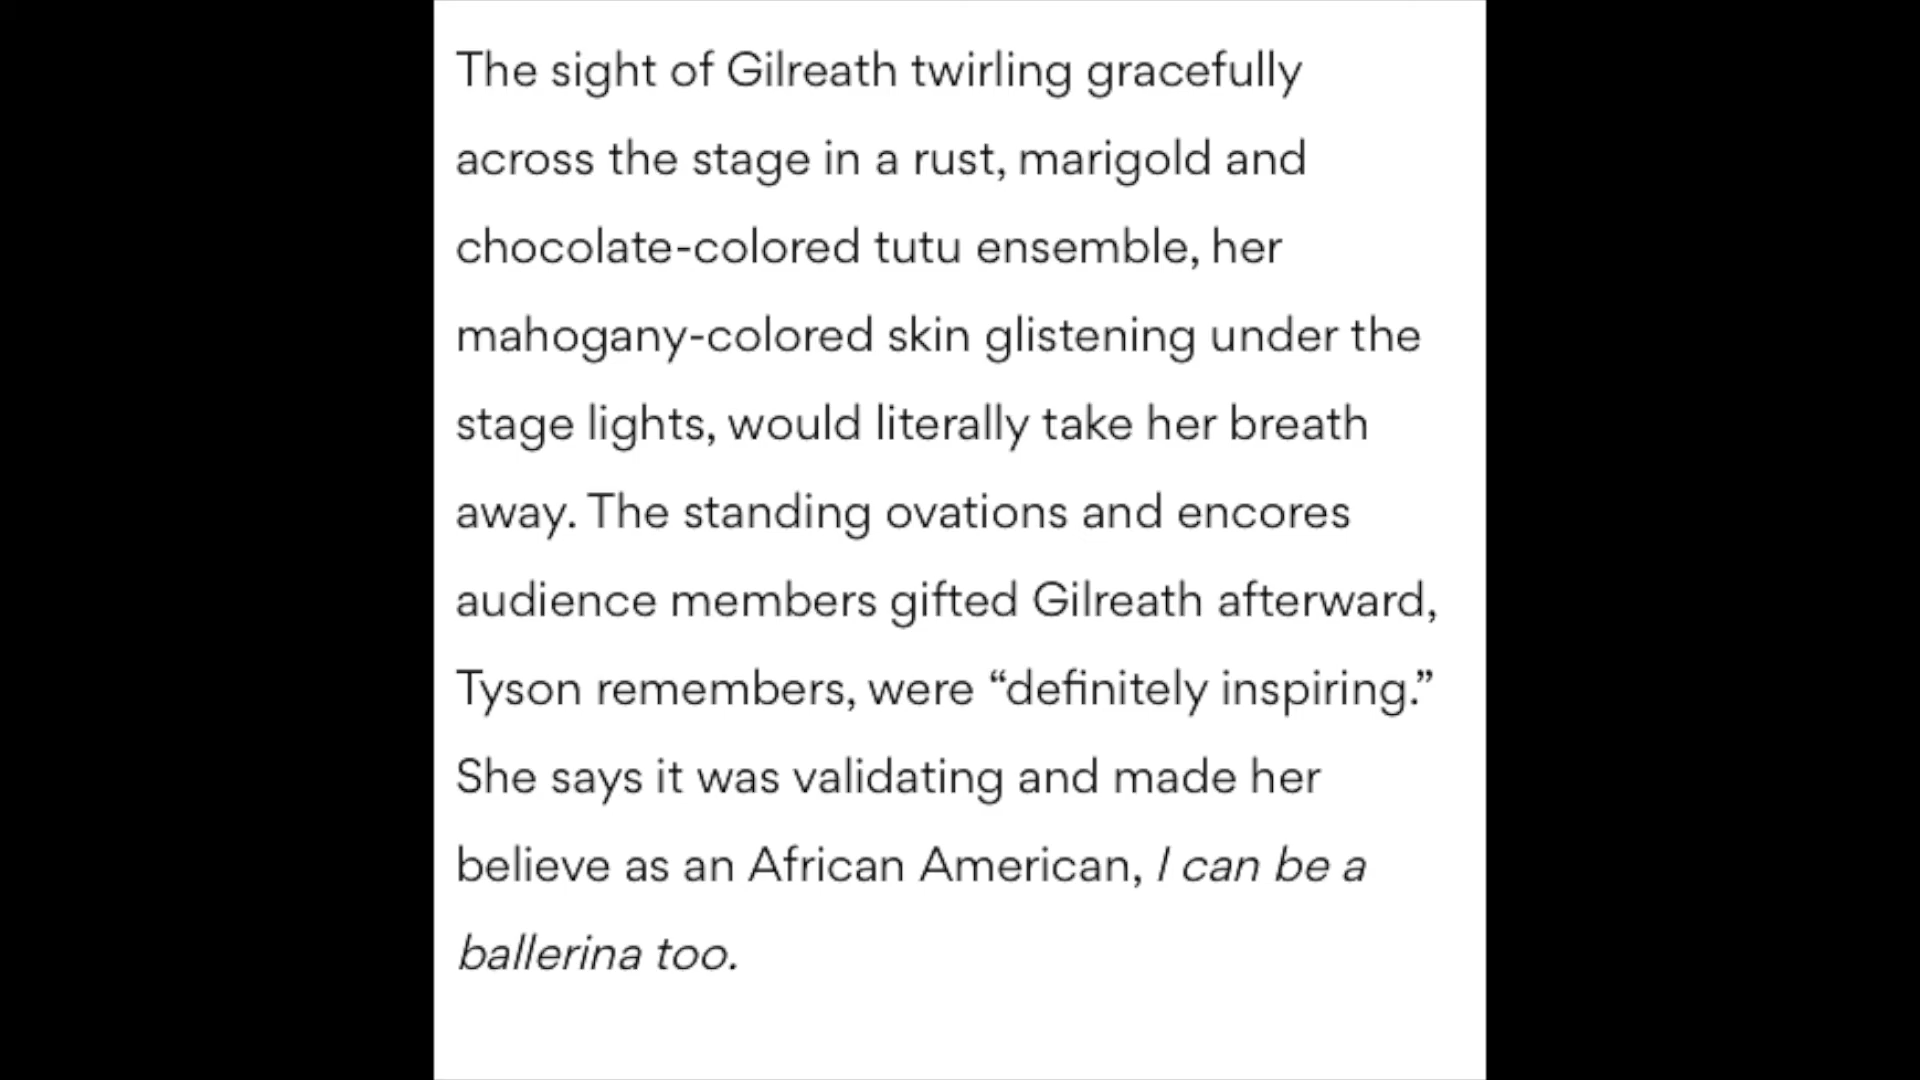 The sight of Gilreath twirling gracefully
across the stage in a rust, marigold and
chocolate-colored tutu ensemble, her
mahogany-colored skin glistening under the
stage lights, would literally take her breath
away. The standing ovations and encores
audience members gifted Gilreath afterward,
Tyson remembers, were “definitely inspiring.”
She says it was validating and made her
believe as an African American, I can be a
ballerina too.